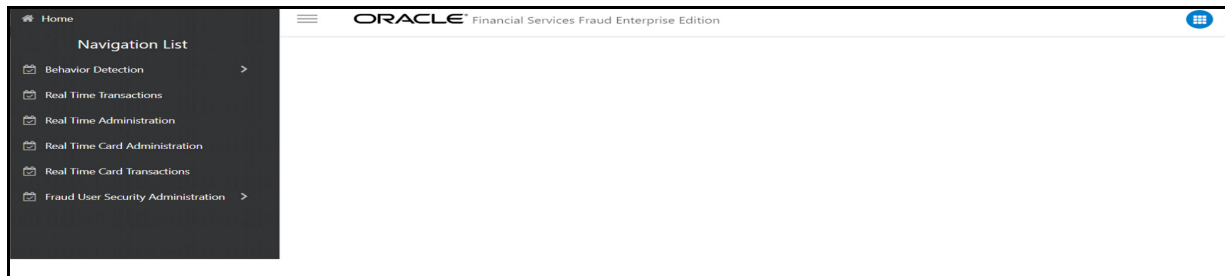 Home
ORACLE® Financial Services Fraud Enterprise Edition
Navigation List
Behavior Detection
Real Time Transactions
Real Time Administration
Real Time Card Administration
Real Time Card Transactions
Fraud User Security Administration